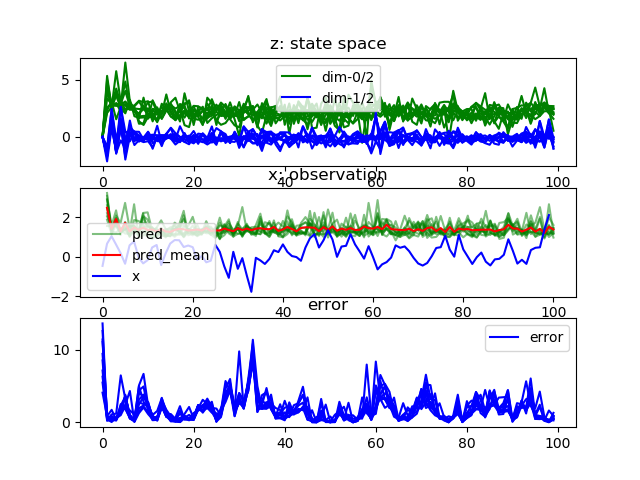 z: state space
5
0
dim-0/2
dim-1/2
0 20 40 60 80 100
x: observation
2
0
−2
pred
pred_mean
x
0 20 40 60 80 100
error
10
0
error
0 20 40 60 80 100